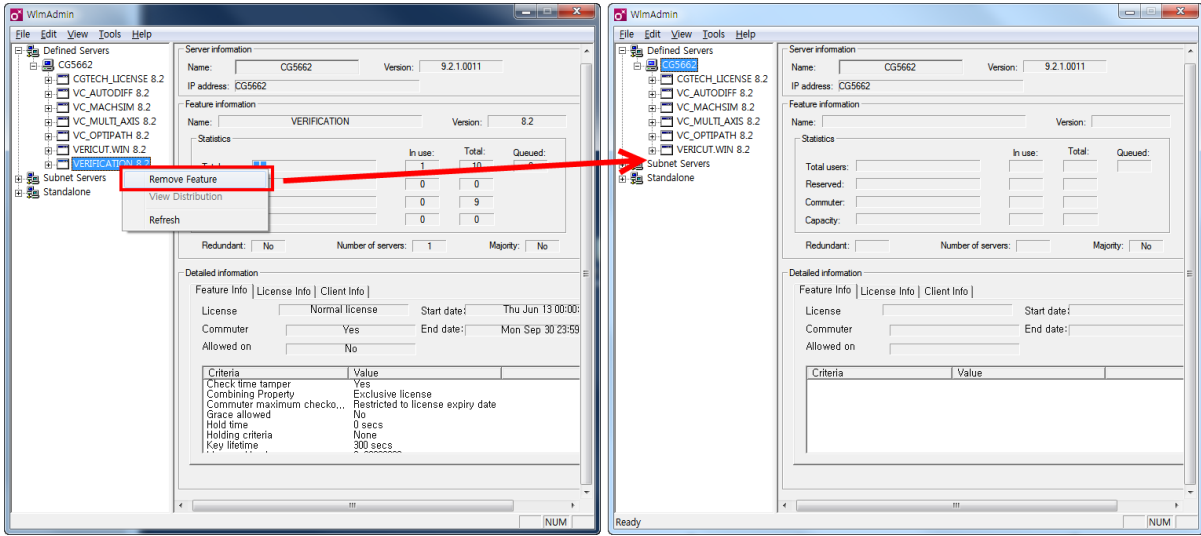 WlmAdmin
File Edit View Tools Help
Defined Servers
CG5662
CGTECH_LICENSE 8.2
VC_AUTODIFF 8.2
VC_MACHSIM 8.2
VC_MULTI_AXIS 8.2
VC_OPTIPATH 8.2
VERICUT.WIN 8.2
VERIFICATION 8.2
Subnet Servers
Standalone
Remove Feature
View Distribution
Refresh
Server information
Name: CG5662 Version: 9.2.1.0011
IP address: CG5662
Feature information
Name: VERIFICATION Version: 8.2
Statistics
In use: Total: Queued:
1 10
0 0
0 9
0 0
Redundant: No Number of servers: 1 Majority: No
Detailed information
Feature Info License Info Client Info
License Normal license Start date: Thu Jun 13 00:00:
Commuter Yes End date: Mon Sep 30 23:59
Allowed on No
Criteria Value
Check time tamper Yes
Combining Property Exclusive license
Commuter maximum checko... Restricted to license expiry date
Grace allowed No
Hold time 0 secs
Holding criteria None
Key lifetime 300 secs
NUM
WlmAdmin
File Edit View Tools Help
Defined Servers
CG5662
CGTECH_LICENSE 8.2
VC_AUTODIFF 8.2
VC_MACHSIM 8.2
VC_MULTI_AXIS 8.2
VC_OPTIPATH 8.2
VERICUT.WIN 8.2
Subnet Servers
Standalone
Server information
Name: CG5662 Version: 9.2.1.0011
IP address: CG5662
Feature information
Name: Version:
Statistics
In use: Total: Queued:
Total users:
Reserved:
Commuter:
Capacity:
Redundant: Number of servers: Majority: No
Detailed information
Feature Info License Info Client Info
License Start date:
Commuter End date:
Allowed on
Criteria Value
Ready NUM